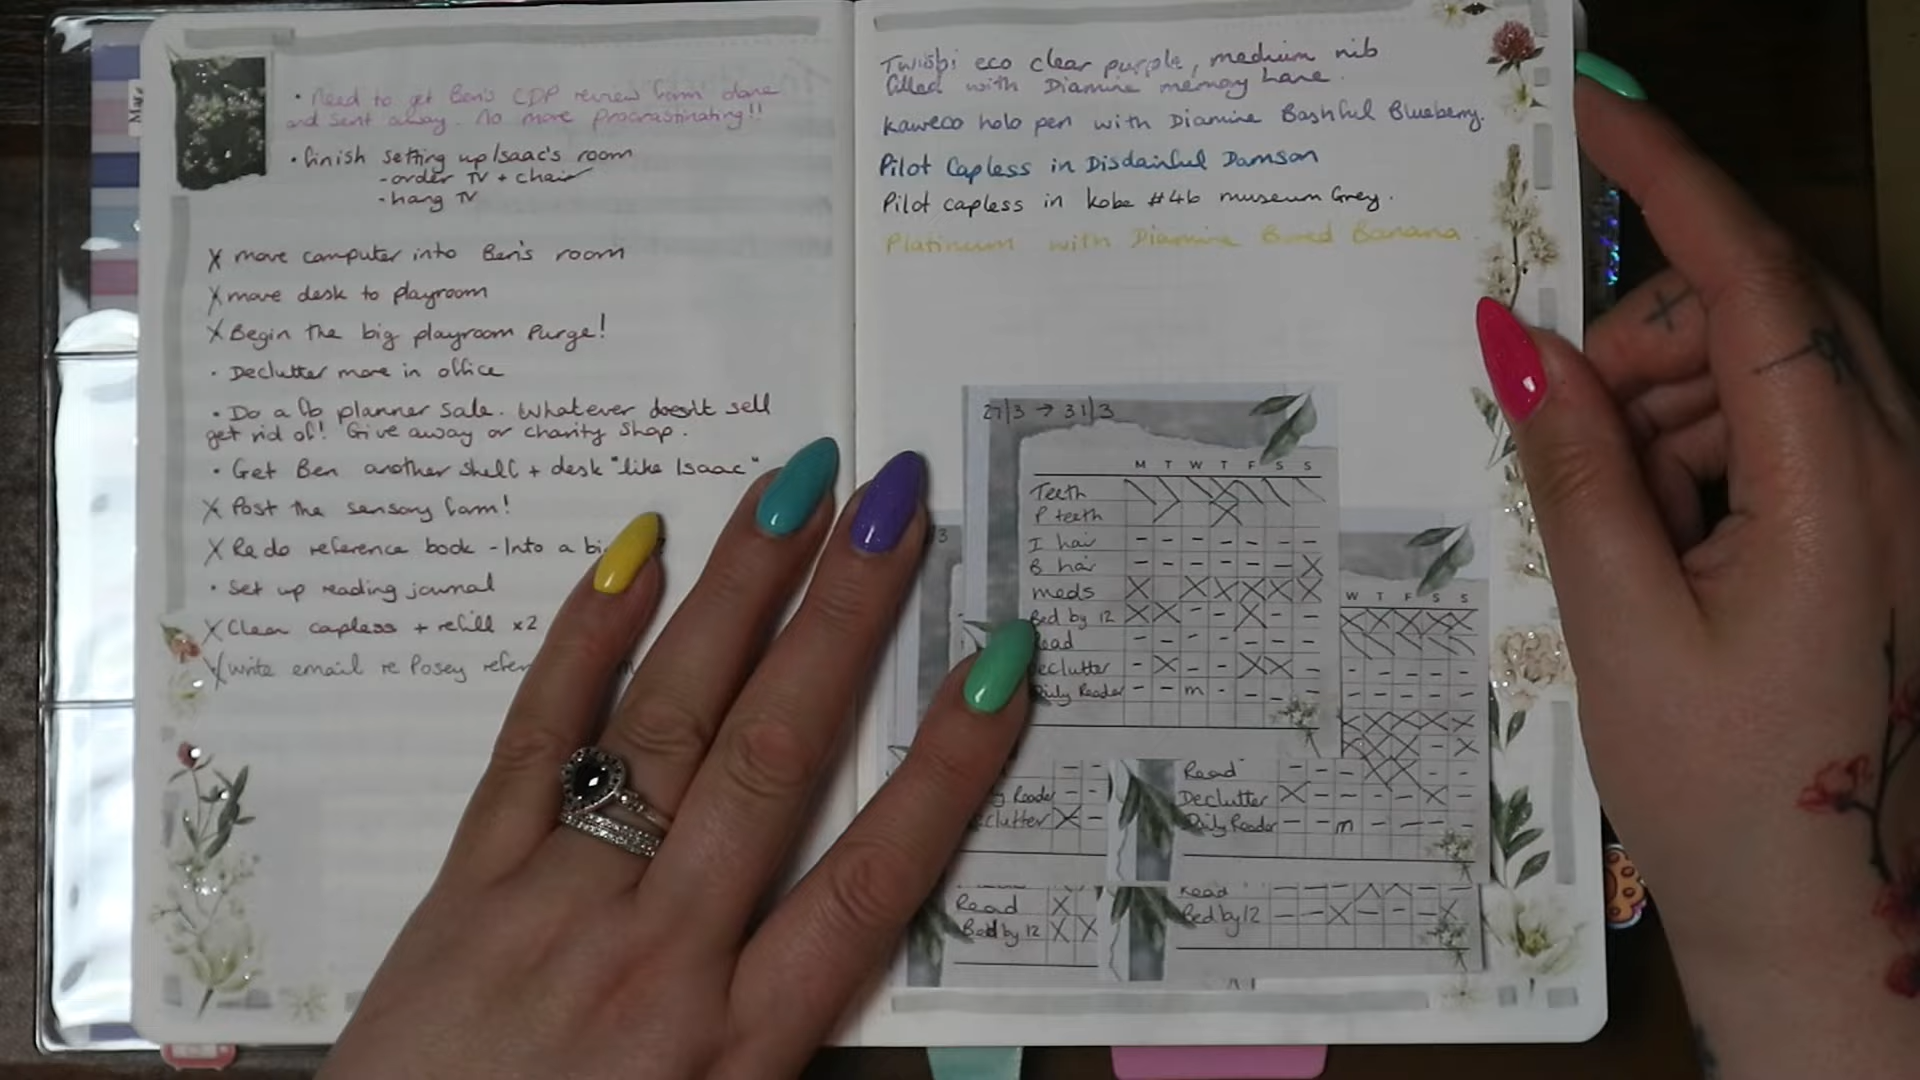 • Need to get Ben's CDP review form done
and sent away. No more procrastinating!!
• finish setting up Isaac's room
- order TV + chair
- hang TV
X move computer into Ben's room
X move desk to playroom
X Begin the big playroom purge!
• Declutter more in office
• Do a fb planner sale. Whatever doesn't sell
get rid of! Give away or charity shop.
• Get Ben another shelf + desk "like Isaac"
X Post the sensory form!
X Redo reference book - Into a
• Set up reading journal
X Clean capless + refill x2
X write email re Posey
Twisbi eco clear purple, medium nib
filled with Diamine memory Lane.
Kaweco holo pen with Diamine Bashful Blueberry.
Pilot Capless in Disdainful Damson
Pilot capless in kobe #46 museum Grey.
Platinum with Diamine Bored Banana
27/3 → 31/3
M T W T F S S
Teeth
P teeth
I hair - - - - - - -
B hair - - - - - - X
meds X X X X X X
Bed by 12 X X - - X - -
Read - - - - - - -
Declutter - X - - X X -
Daily Reader - - m - - - -
3
W T F S S
Read
Declutter X - - - - X -
Daily Reader - - m - - - -
Reader - -
Declutter X -
Read X
Bed by 12 X X
Read
Bed by 12 - - X - - - X